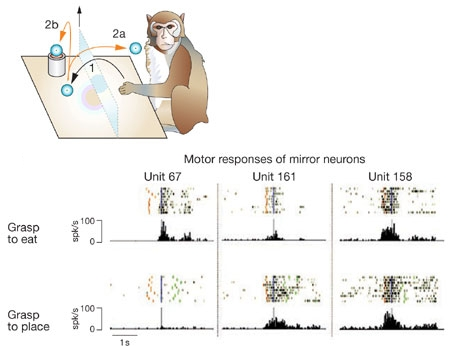 2b
2a
1
Motor responses of mirror neurons
Unit 67 Unit 161 Unit 158
Grasp
to eat
spk/s
100
0
Grasp
to place
spk/s
100
0
1 s